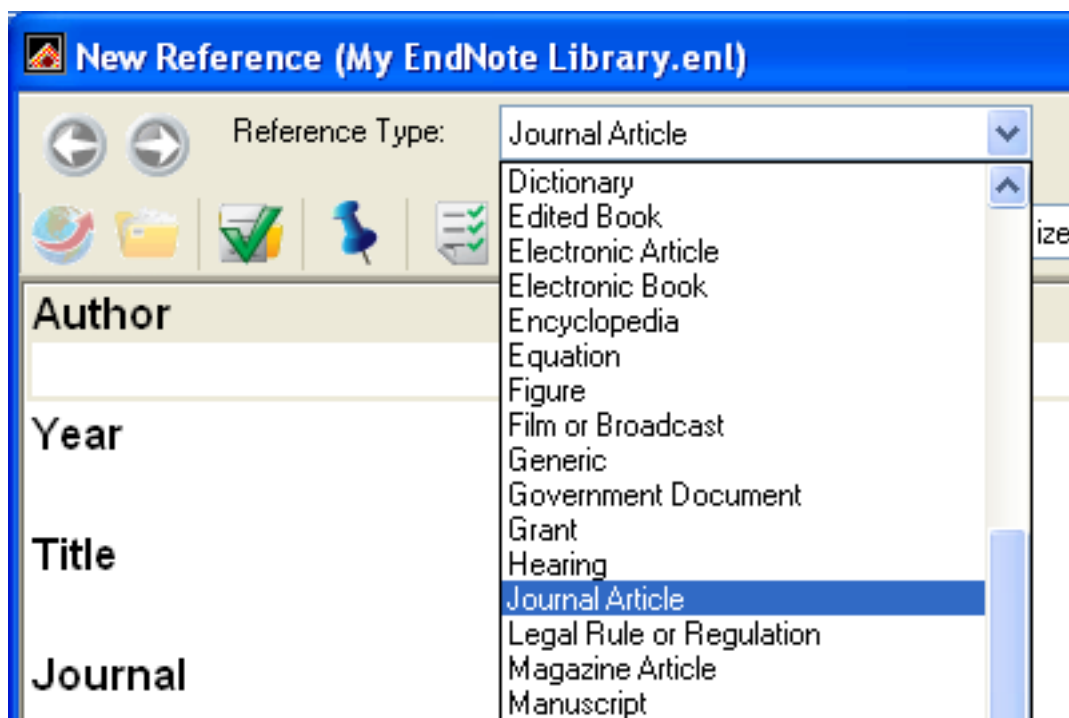 New Reference (My EndNote Library.enl)
Reference Type:
Journal Article
Dictionary
Edited Book
Electronic Article
Electronic Book
Encyclopedia
Equation
Figure
Film or Broadcast
Generic
Government Document
Grant
Hearing
Journal Article
Legal Rule or Regulation
Magazine Article
Manuscript
ize
Author
Year
Title
Journal